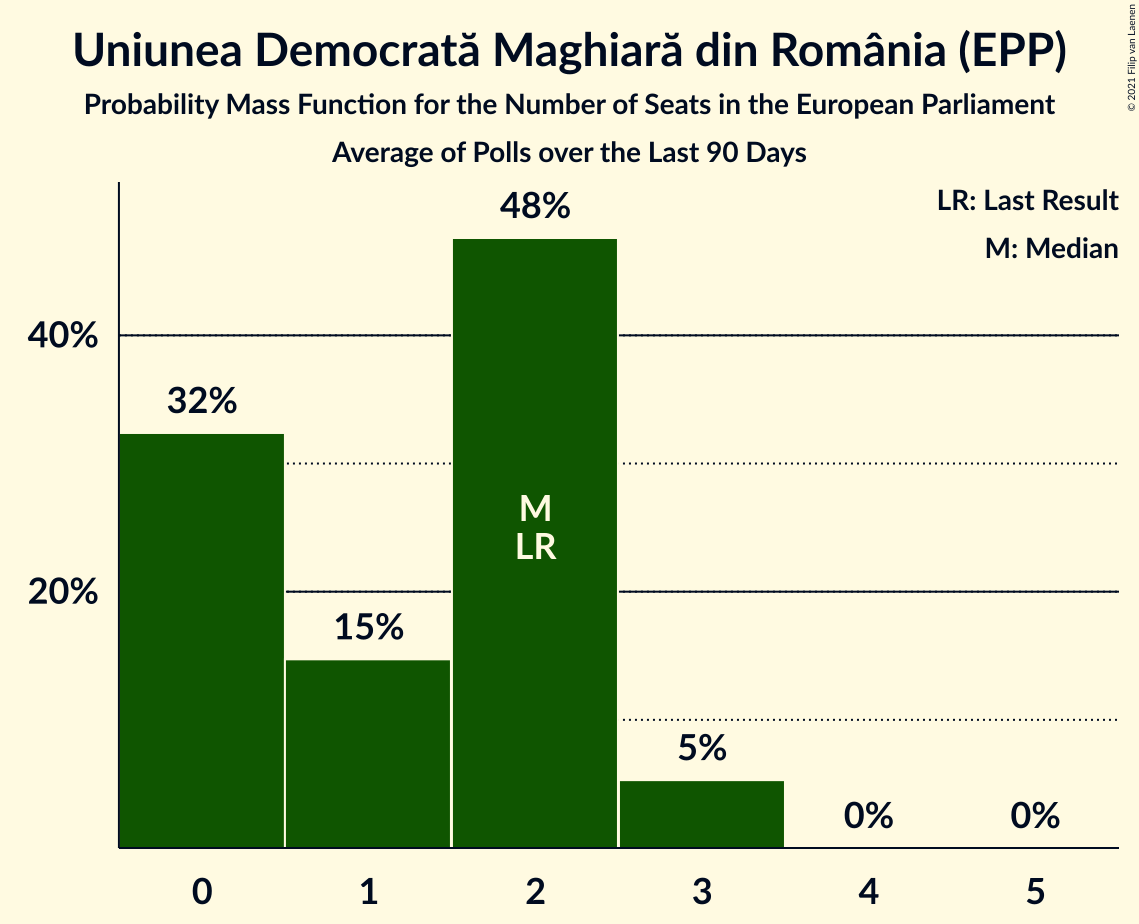 Uniunea Democrată Maghiară din România (EPP)
Probability Mass Function for the Number of Seats in the European Parliament
Average of Polls over the Last 90 Days
© 2021 Filip van Laenen
LR: Last Result
M: Median
48%
40%
32%
M
LR
20%
15%
5%
0%
0%
0
1
2
3
4
5